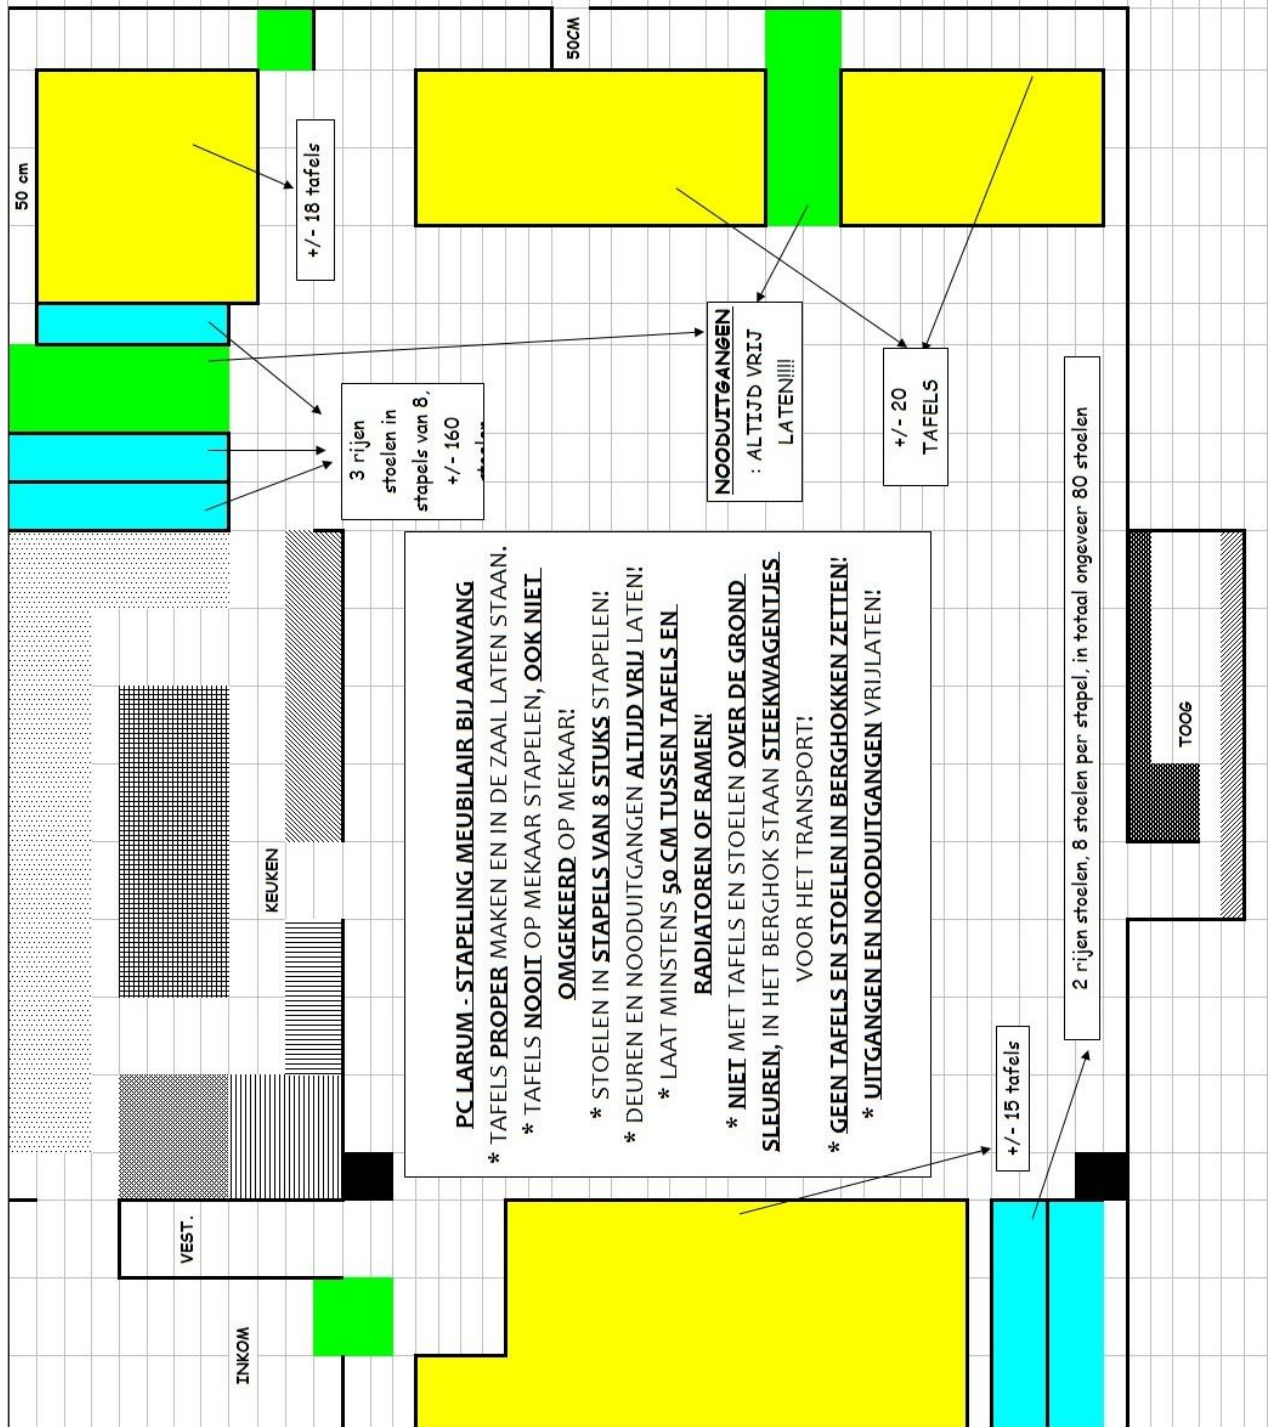 50 cm
+/- 18 tafels
50CM
3 rijen
stoelen in
stapels van 8,
+/- 160
NOODUITGANGEN
: ALTIJD VRIJ
LATEN!!!!
+/- 20
TAFELS
2 rijen stoelen, 8 stoelen per stapel, in totaal ongeveer 80 stoelen
PC LARUM - STAPELING MEUBILAIR BIJ AANVANG
* TAFELS PROPER MAKEN EN IN DE ZAAL LATEN STAAN.
* TAFELS NOOIT OP MEKAAR STAPELEN, OOK NIET
OMGEKEERD OP MEKAAR!
* STOELEN IN STAPELS VAN 8 STUKS STAPELEN!
* DEUREN EN NOODUITGANGEN ALTIJD VRIJ LATEN!
* LAAT MINSTENS 50 CM TUSSEN TAFELS EN
RADIATOREN OF RAMEN!
* NIET MET TAFELS EN STOELEN OVER DE GROND
SLEUREN, IN HET BERGHOK STAAN STEEKWAGENTJES
VOOR HET TRANSPORT!
* GEEN TAFELS EN STOELEN IN BERGHOKKEN ZETTEN!
* UITGANGEN EN NOODUITGANGEN VRIJLATEN!
TOOG
KEUKEN
+/- 15 tafels
VEST.
INKOM